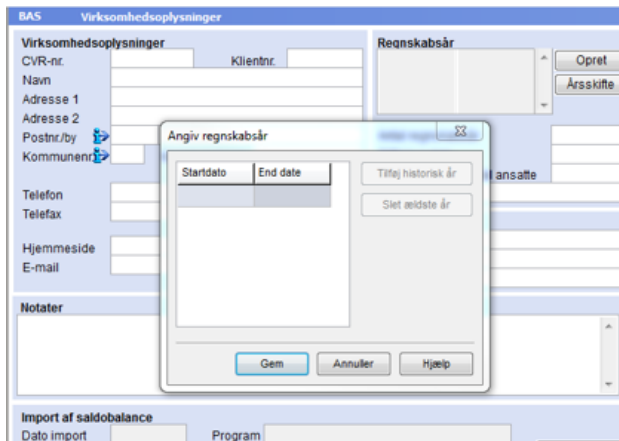 BAS Virksomhedsoplysninger
Virksomhedsoplysninger
CVR-nr. Klientnr.
Navn
Adresse 1
Adresse 2
Postnr./by
Kommunenr
Telefon
Telefax
Hjemmeside
E-mail
Regnskabsår
Opret
Årsskifte
ansatte
Angiv regnskabsår
Startdato End date
Tilføj historisk år
Slet ældste år
Gem Annuller Hjælp
Notater
Import af saldobalance
Dato import Program